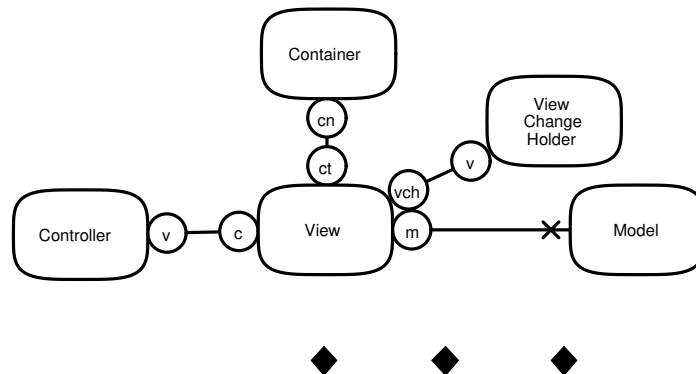 Container
cn
View
Change
Holder
ct
v
vch
Controller
v
c
View
m
Model